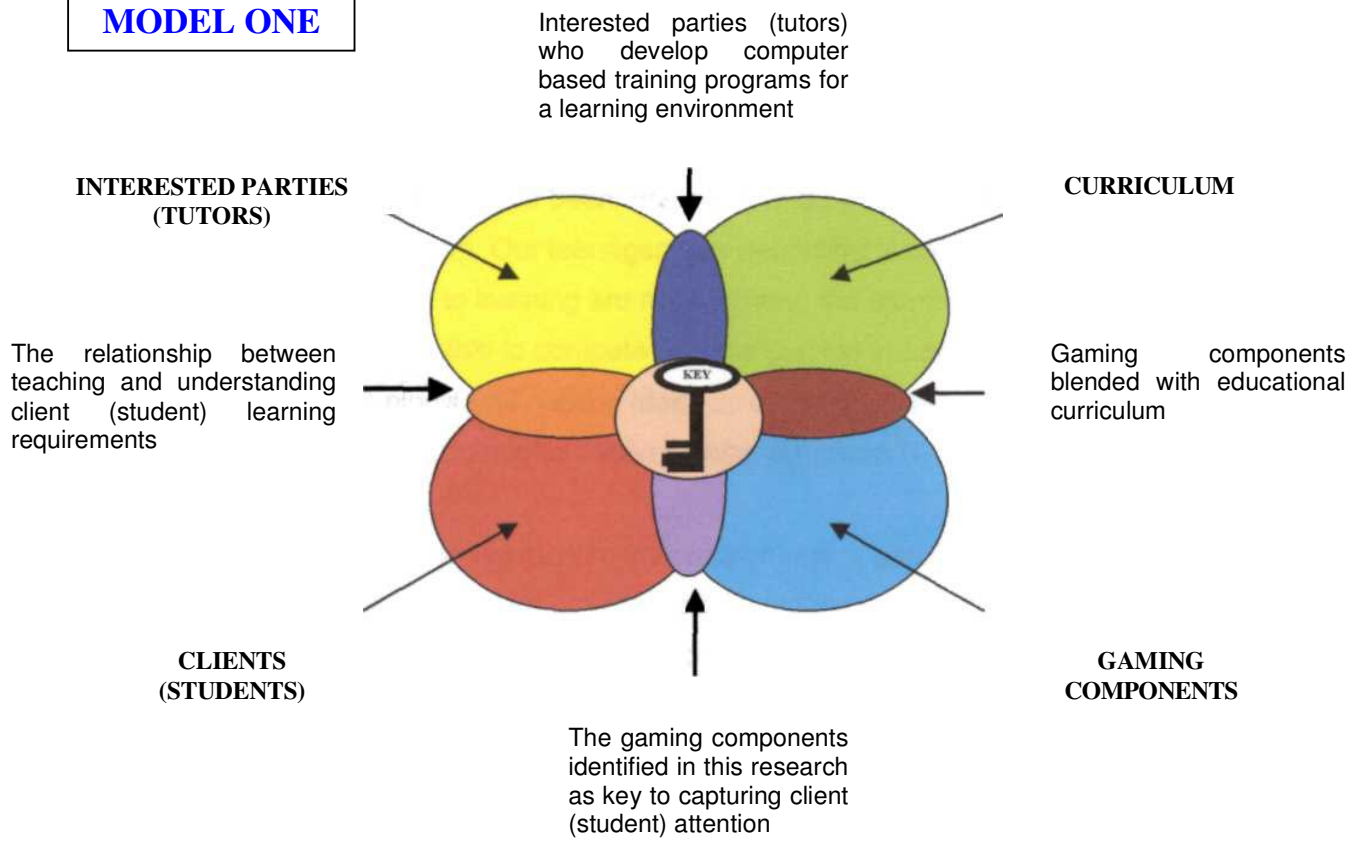 MODEL ONE
Interested parties (tutors)
who develop computer
based training programs for
a learning environment
INTERESTED PARTIES
(TUTORS)
CURRICULUM
The relationship between
teaching and understanding
client (student) learning
requirements
KEY
Gaming components
blended with educational
curriculum
CLIENTS
(STUDENTS)
GAMING
COMPONENTS
The gaming components
identified in this research
as key to capturing client
(student) attention